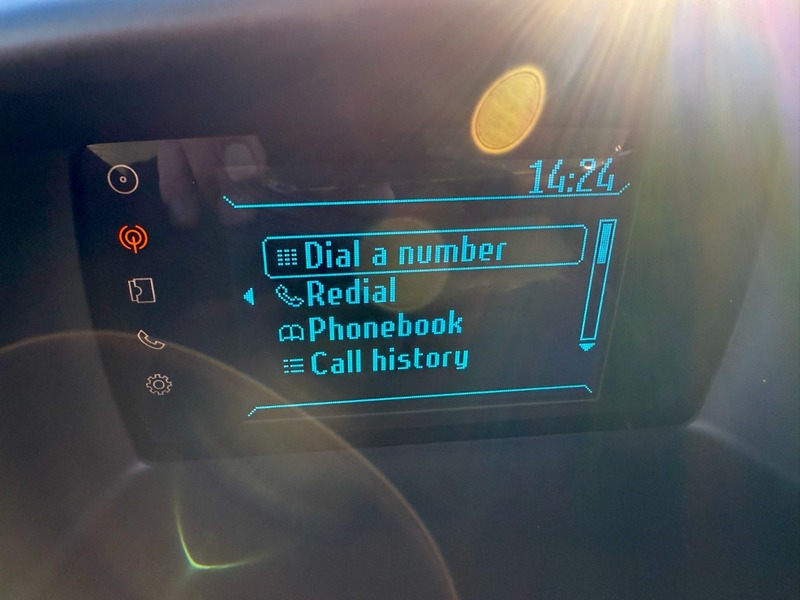 14:24
Dial a number
Redial
Phonebook
Call history